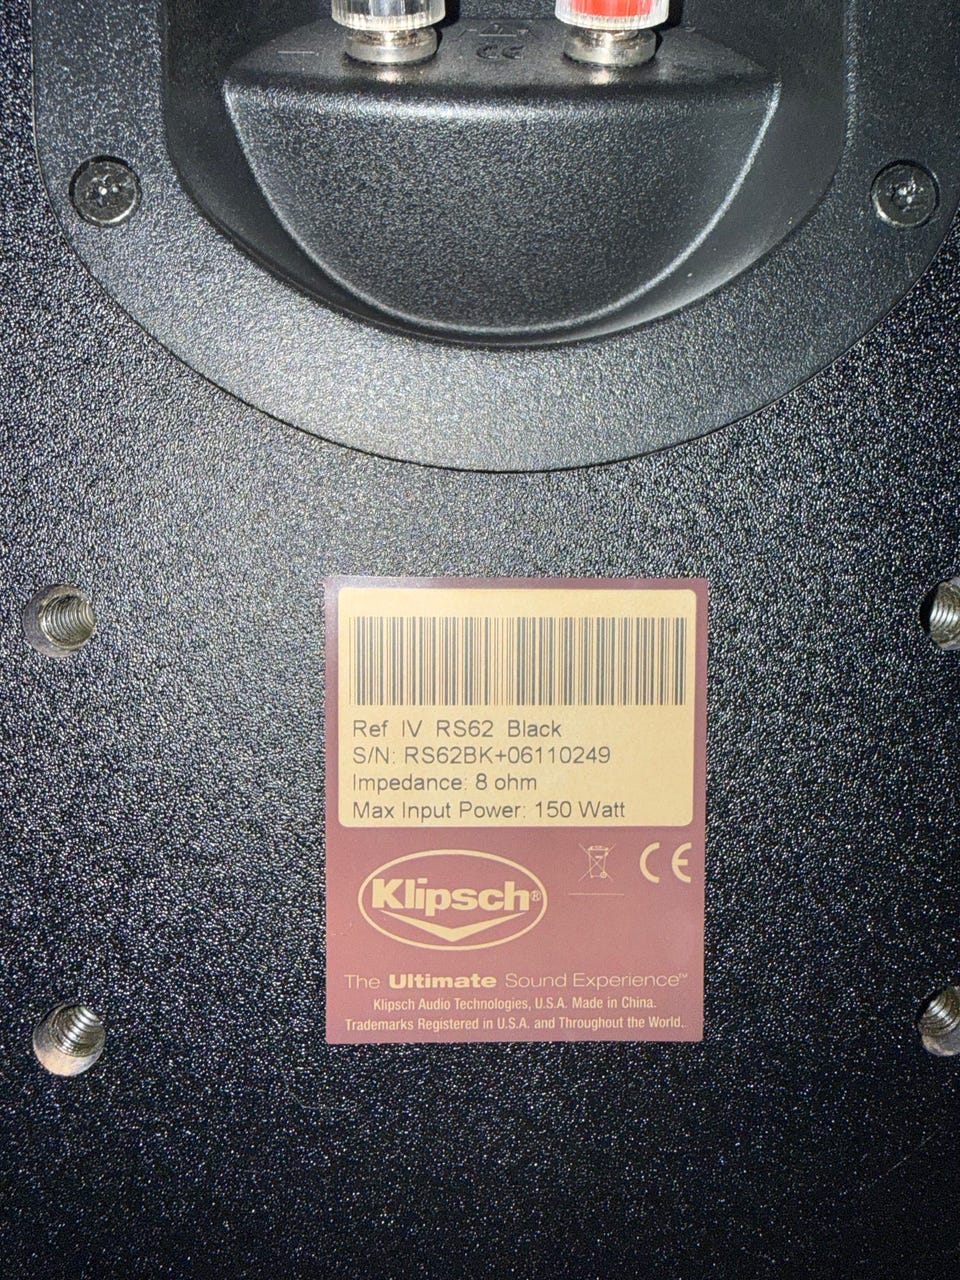 CE
Ref IV RS62 Black
S/N: RS62BK+06110249
Impedance: 8 ohm
Max Input Power: 150 Watt
CE
Klipsch®
The Ultimate Sound Experience™
Klipsch Audio Technologies, U.S.A. Made in China.
Trademarks Registered in U.S.A. and Throughout the World.